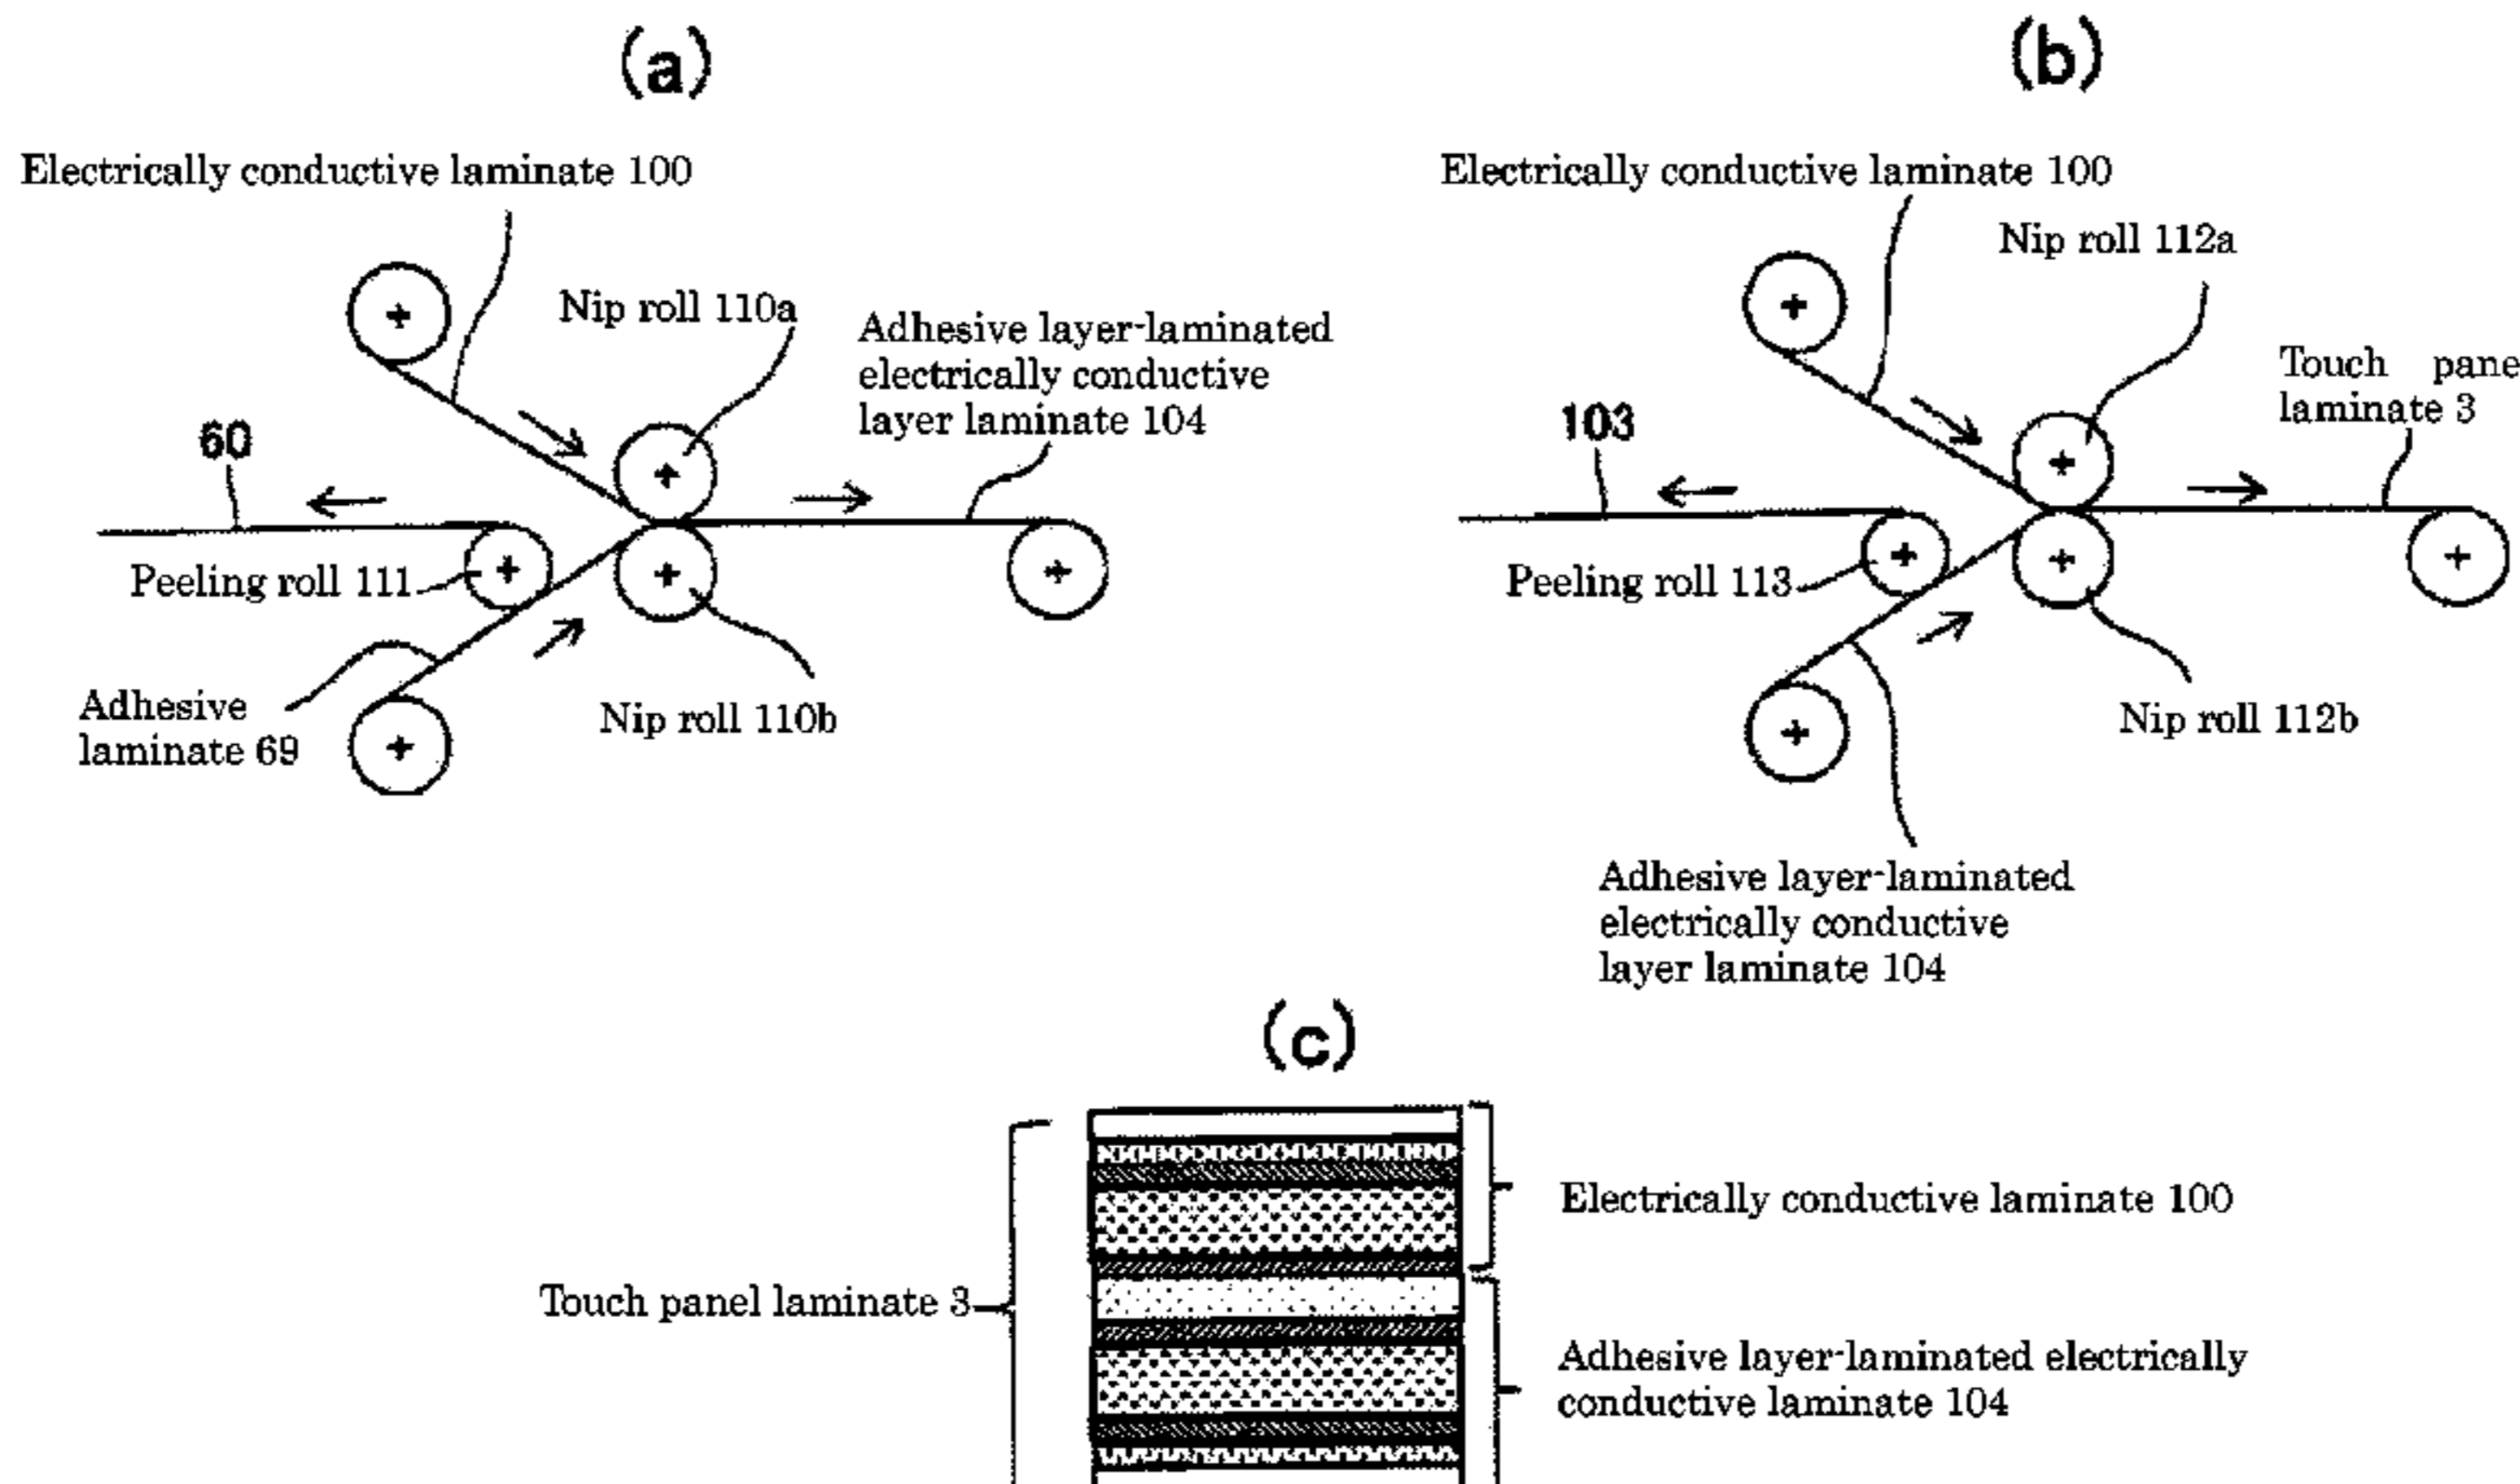 (a)
Electrically conductive laminate 100
Nip roll 110a
Adhesive layer-laminated
electrically conductive
layer laminate 104
60
Peeling roll 111
Adhesive
laminate 69
Nip roll 110b
(b)
Electrically conductive laminate 100
Nip roll 112a
Touch pane
laminate 3
103
Peeling roll 113
Nip roll 112b
Adhesive layer-laminated
electrically conductive
layer laminate 104
(c)
Electrically conductive laminate 100
Touch panel laminate 3
Adhesive layer-laminated electrically
conductive laminate 104